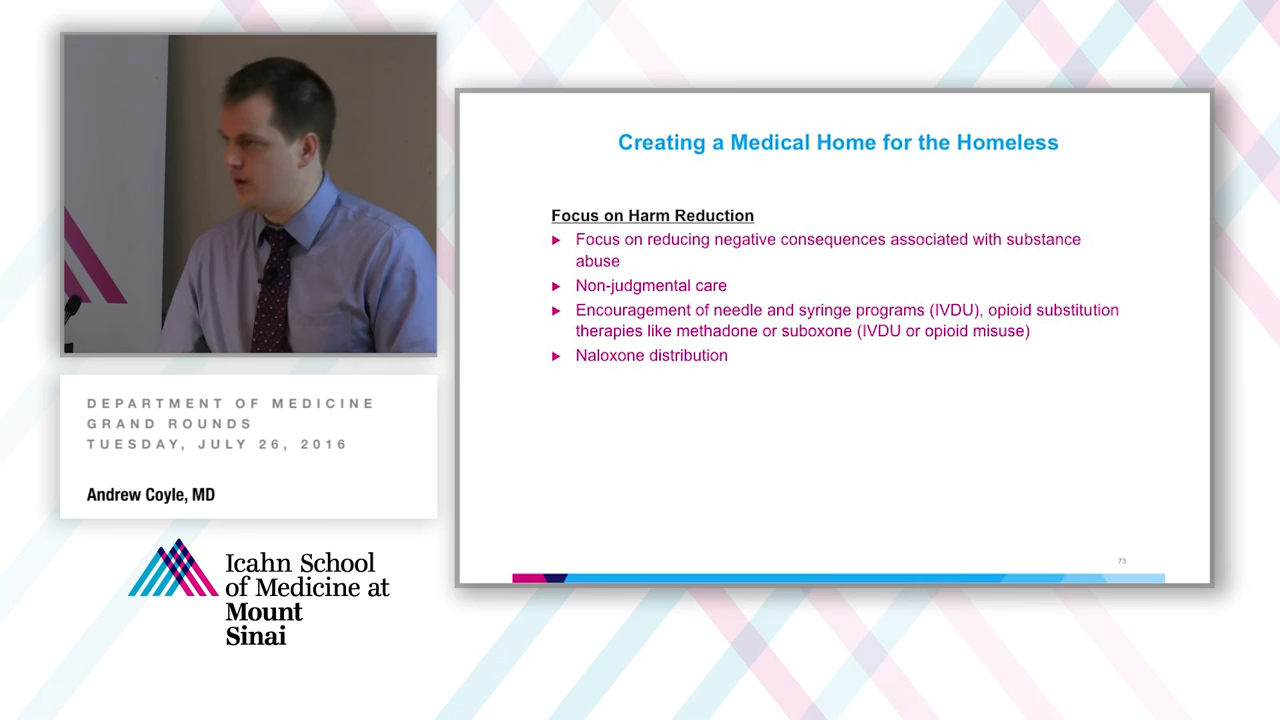 DEPARTMENT OF MEDICINE
GRAND ROUNDS
TUESDAY, JULY 26, 2016
Andrew Coyle, MD
Icahn School
of Medicine at
Mount
Sinai
Creating a Medical Home for the Homeless
Focus on Harm Reduction
Focus on reducing negative consequences associated with substance
abuse
Non-judgmental care
Encouragement of needle and syringe programs (IVDU), opioid substitution
therapies like methadone or suboxone (IVDU or opioid misuse)
Naloxone distribution
73